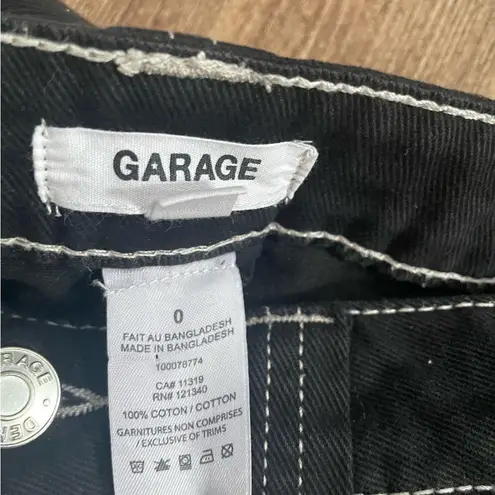 GARAGE
0
FAIT AU BANGLADESH
MADE IN BANGLADESH
100078774
CA# 11319
RN# 121340
100% COTON / COTTON
GARNITURES NON COMPRISES
/ EXCLUSIVE OF TRIMS
GARAGE